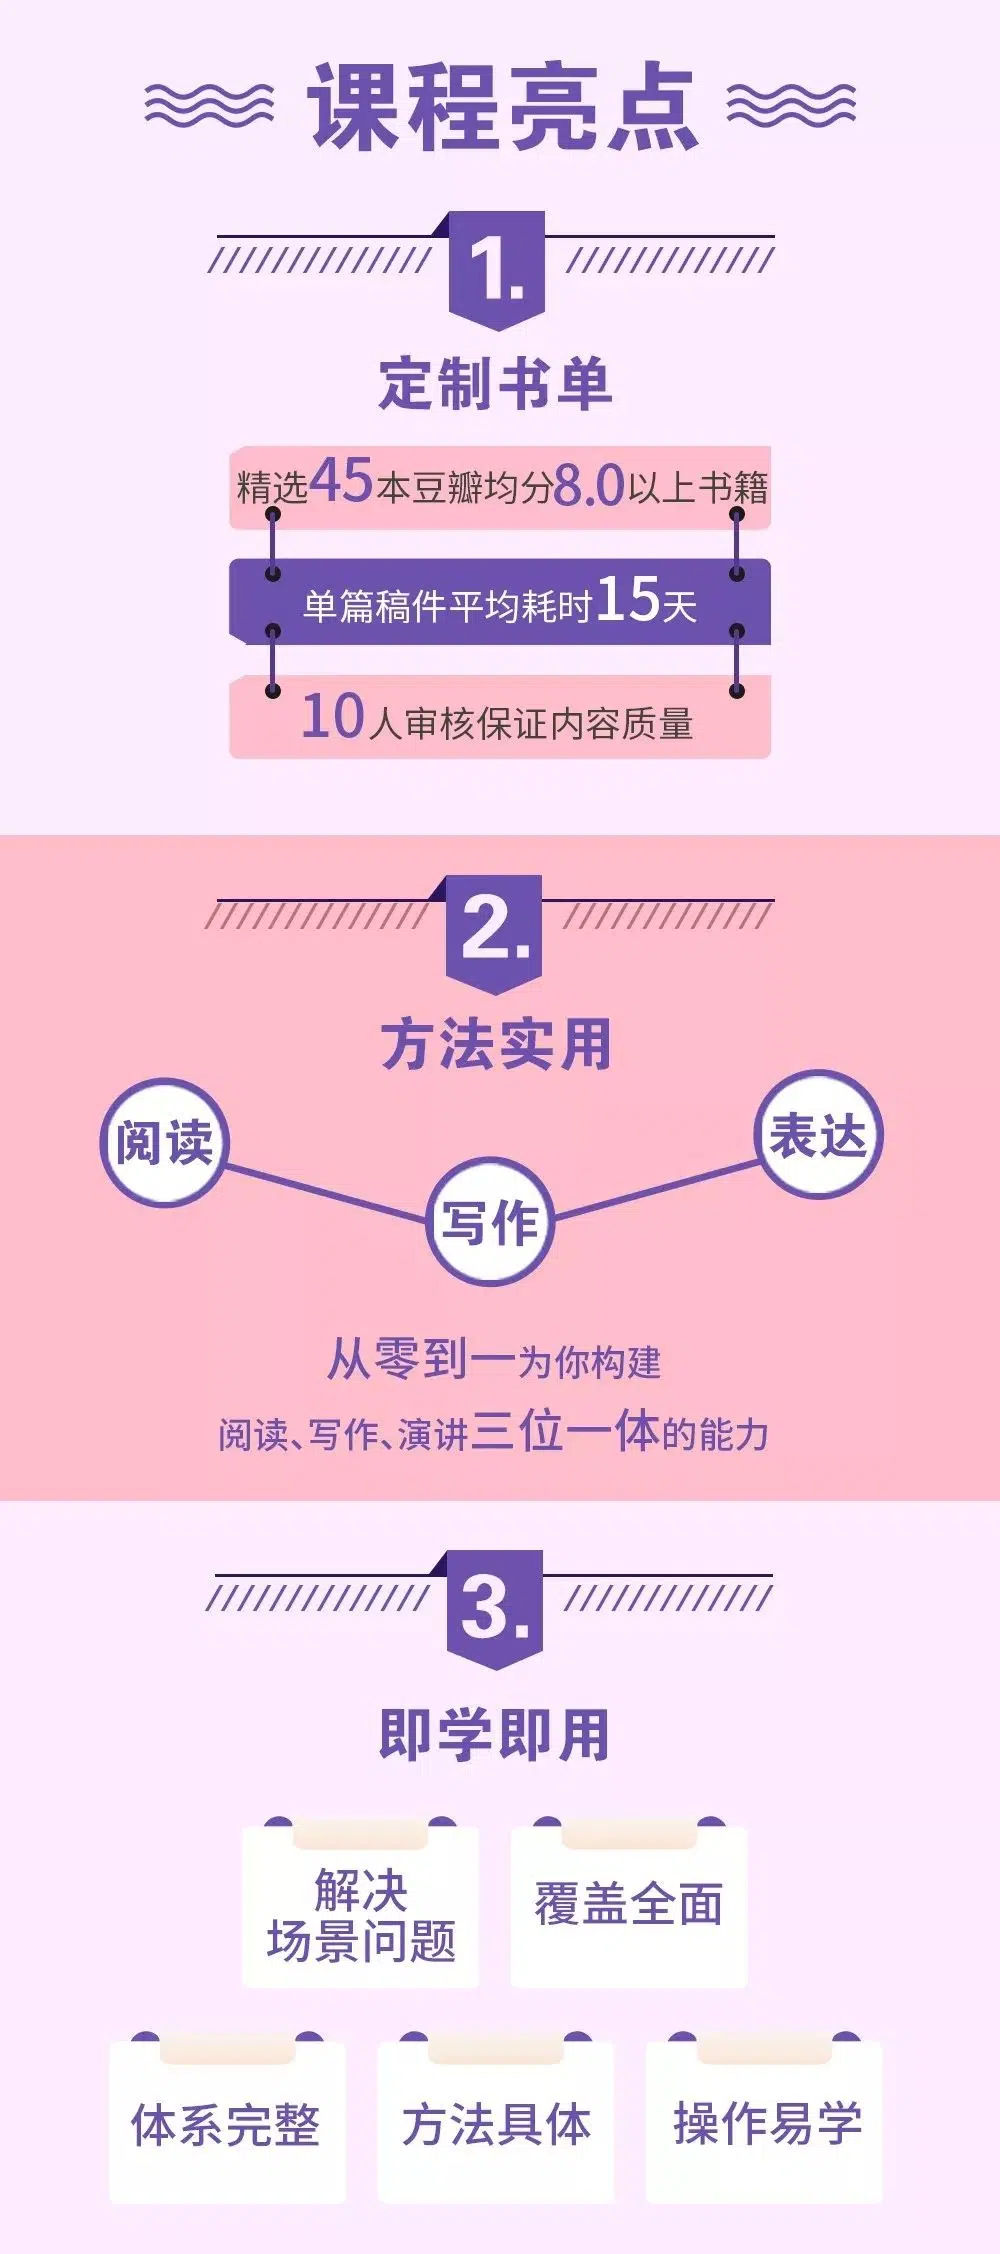 课程亮点
1.
定制书单
精选45本豆瓣均分8.0以上书籍
单篇稿件平均耗时15天
10人审核保证内容质量
2.
方法实用
阅读
表达
写作
从零到一为你构建
阅读、写作、演讲三位一体的能力
3.
即学即用
解决
场景问题
覆盖全面
体系完整
方法具体
操作易学